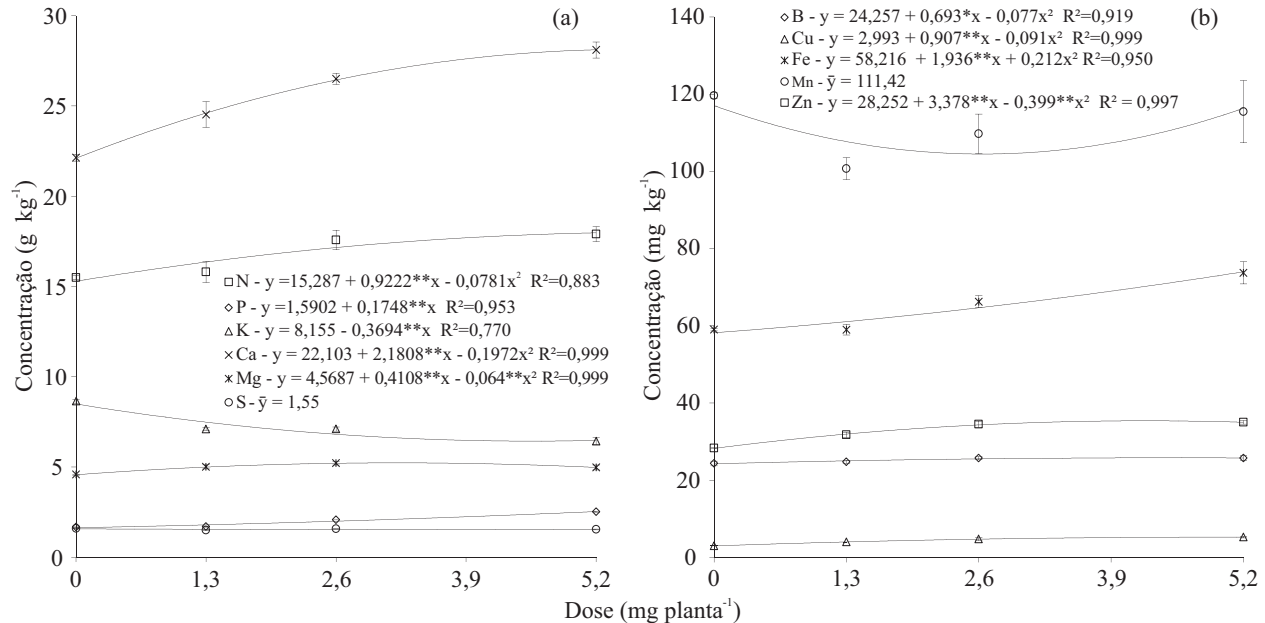 (a)
30
25
20
15
10
5
0
Concentração (g kg⁻¹)
N - y =15,287 + 0,9222**x - 0,0781x² R²=0,883
P - y =1,5902 + 0,1748**x R²=0,953
K - y = 8,155 - 0,3694**x R²=0,770
Ca - y = 22,103 + 2,1808**x - 0,1972x² R²=0,999
Mg - y = 4,5687 + 0,4108**x - 0,064**x² R²=0,999
S - ȳ = 1,55
0 1,3 2,6 3,9 5,2
(b)
140
120
100
80
60
40
20
0
Concentração (mg kg⁻¹)
B - y = 24,257 + 0,693*x - 0,077x² R²=0,919
Cu - y = 2,993 + 0,907**x - 0,091x² R²=0,999
Fe - y = 58,216 + 1,936**x + 0,212x² R²=0,950
Mn - ȳ = 111,42
Zn - y = 28,252 + 3,378**x - 0,399**x² R² = 0,997
0 1,3 2,6 3,9 5,2
Dose (mg planta⁻¹)